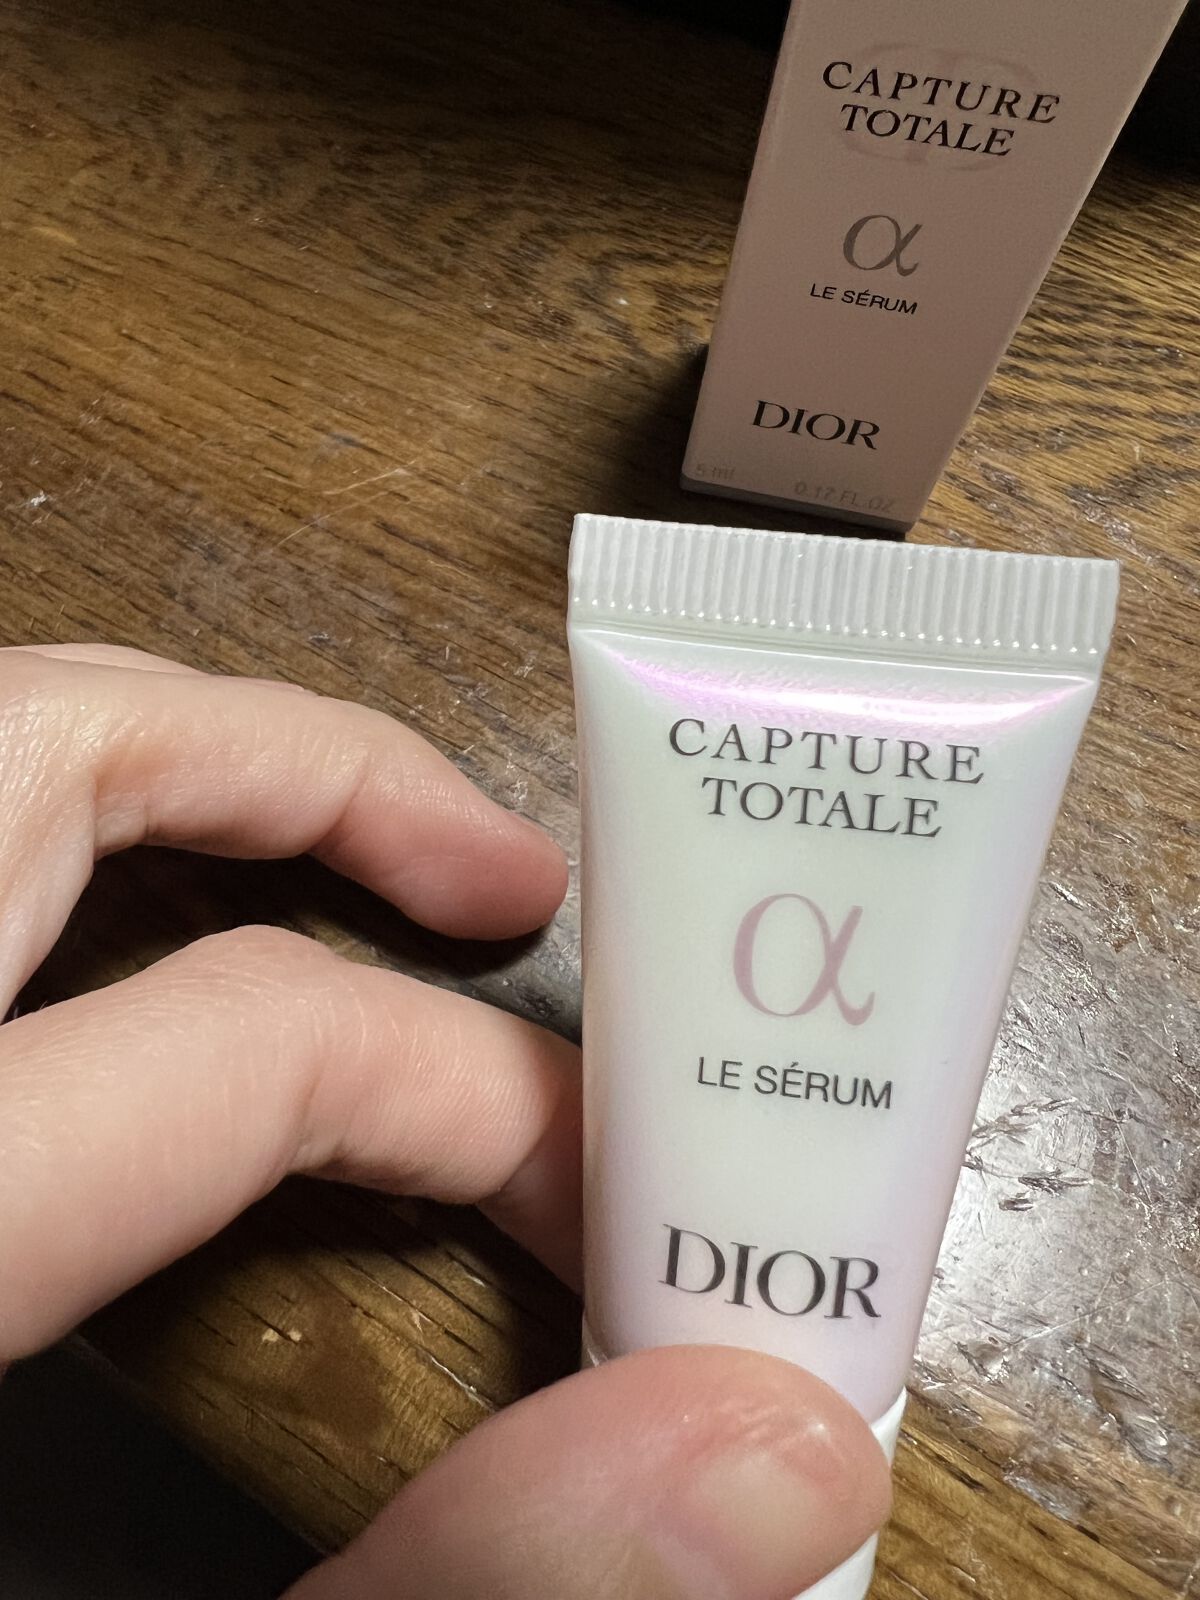 CAPTURE
TOTALE
α
LE SÉRUM
DIOR
5 ml 0.17 FL.OZ
CAPTURE
TOTALE
α
LE SÉRUM
DIOR